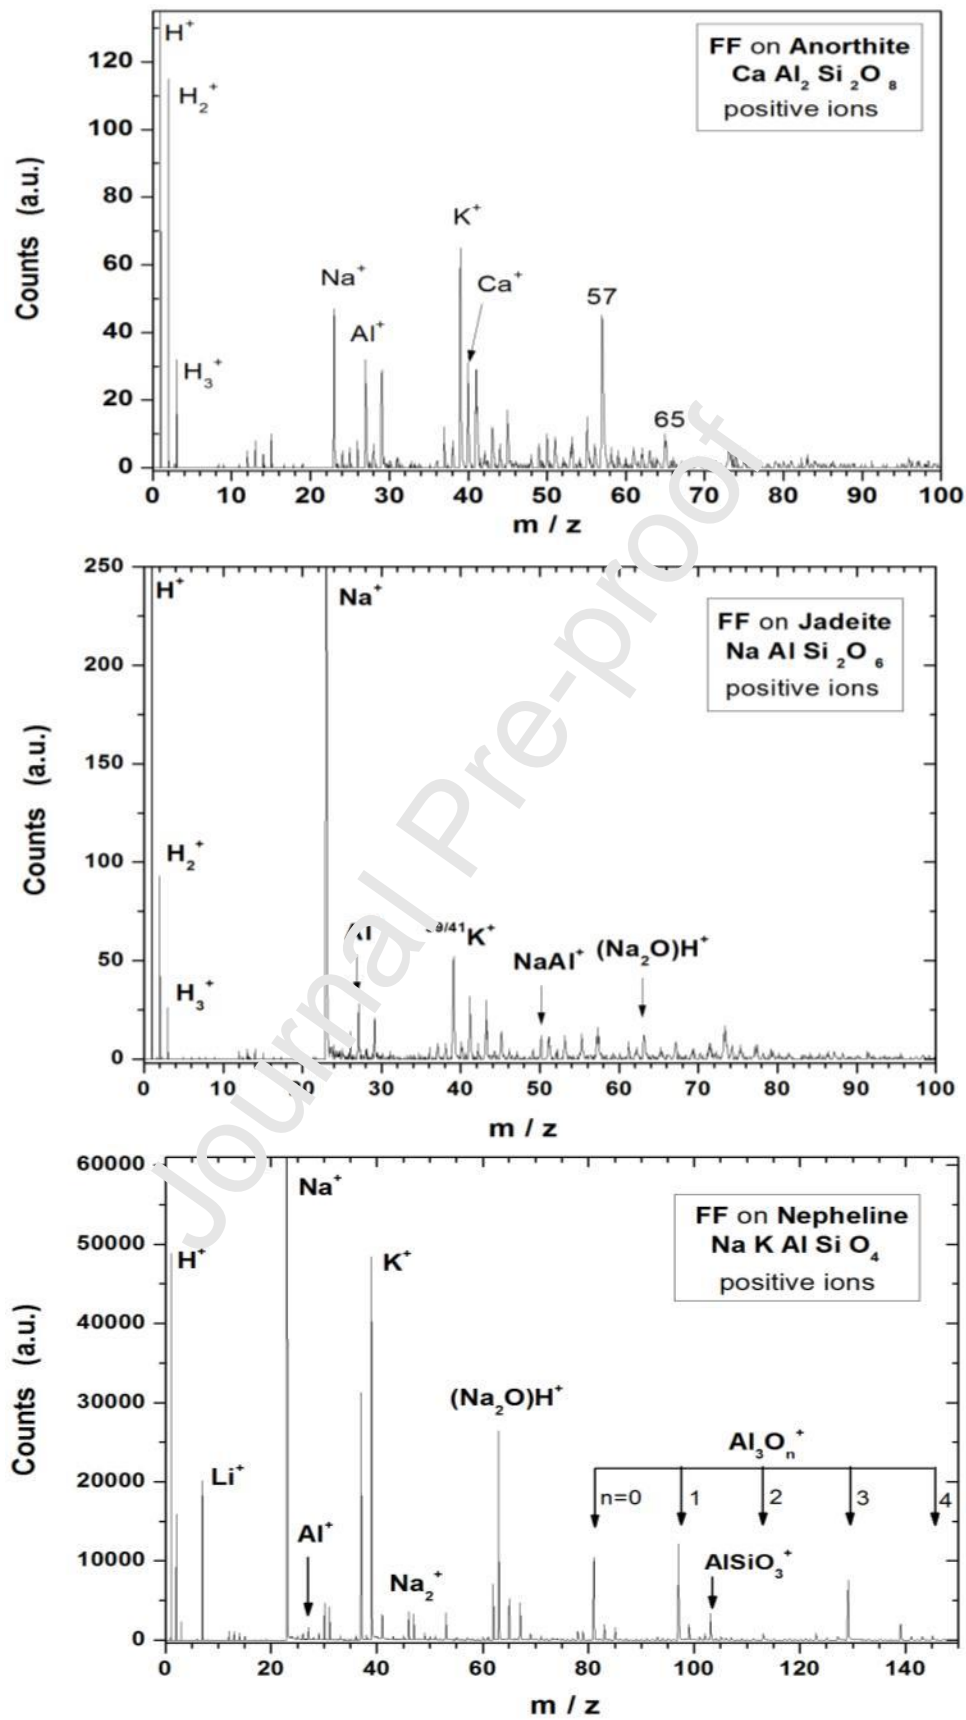 H⁺
H₂⁺
H₃⁺
Na⁺
Al⁺
K⁺
Ca⁺
57
65
FF on Anorthite
Ca Al₂ Si ₂O ₈
positive ions
Counts (a.u.)
120
100
80
60
40
20
0
0 10 20 30 40 50 60 70 80 90 100
m / z
H⁺
Na⁺
H₂⁺
H₃⁺
K⁺
NaAl⁺ (Na₂O)H⁺
FF on Jadeite
Na Al Si ₂O ₆
positive ions
Counts (a.u.)
250
200
150
100
50
0
0 10 20 30 40 50 60 70 80 90 100
m / z
Na⁺
H⁺
K⁺
Li⁺
Al⁺
Na₂⁺
(Na₂O)H⁺
Al₃Oₙ⁺
n=0 1 2 3 4
AlSiO₃⁺
FF on Nepheline
Na K Al Si O₄
positive ions
Counts (a.u.)
60000
50000
40000
30000
20000
10000
0
0 20 40 60 80 100 120 140
m / z
Journal Pre-proof